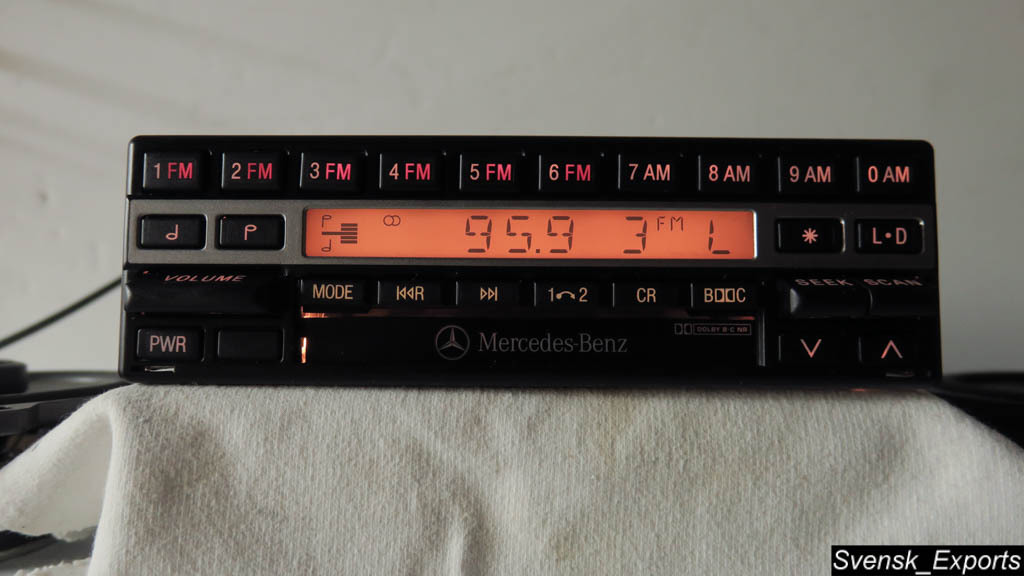 1 FM 2 FM 3 FM 4 FM 5 FM 6 FM 7 AM 8 AM 9 AM 0 AM
95.9 3 FM L
L•D
VOLUME
SEEK SCAN
MODE ◀◀R ▶▶ 1 2 CR B C
PWR
Mercedes-Benz
DOLBY B·C NR
Svensk_Exports